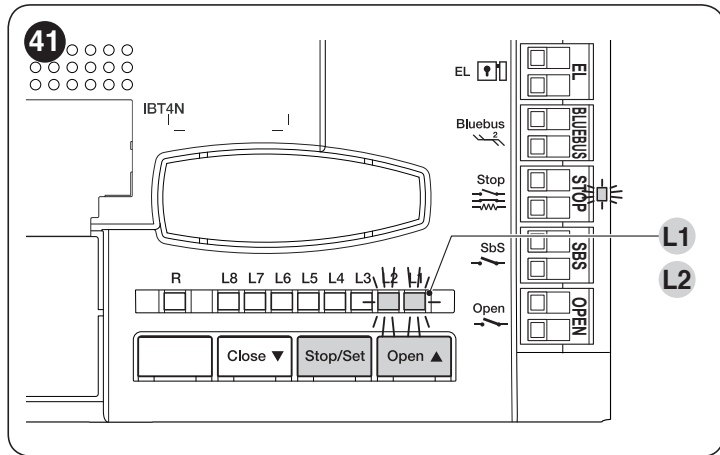 41
IBT4N
EL
EL
Bluebus
2
BLUEBUS
Stop
STOP
SbS
SBS
Open
OPEN
L1
L2
R L8 L7 L6 L5 L4 L3 L2 L1
Close ▼ Stop/Set Open ▲